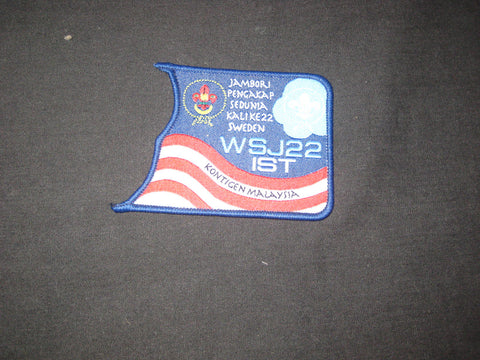 JAMBORI
PENGAKAP
SEDUNIA
KALI KE 22
SWEDEN
WSJ22
IST
KONTIGEN MALAYSIA